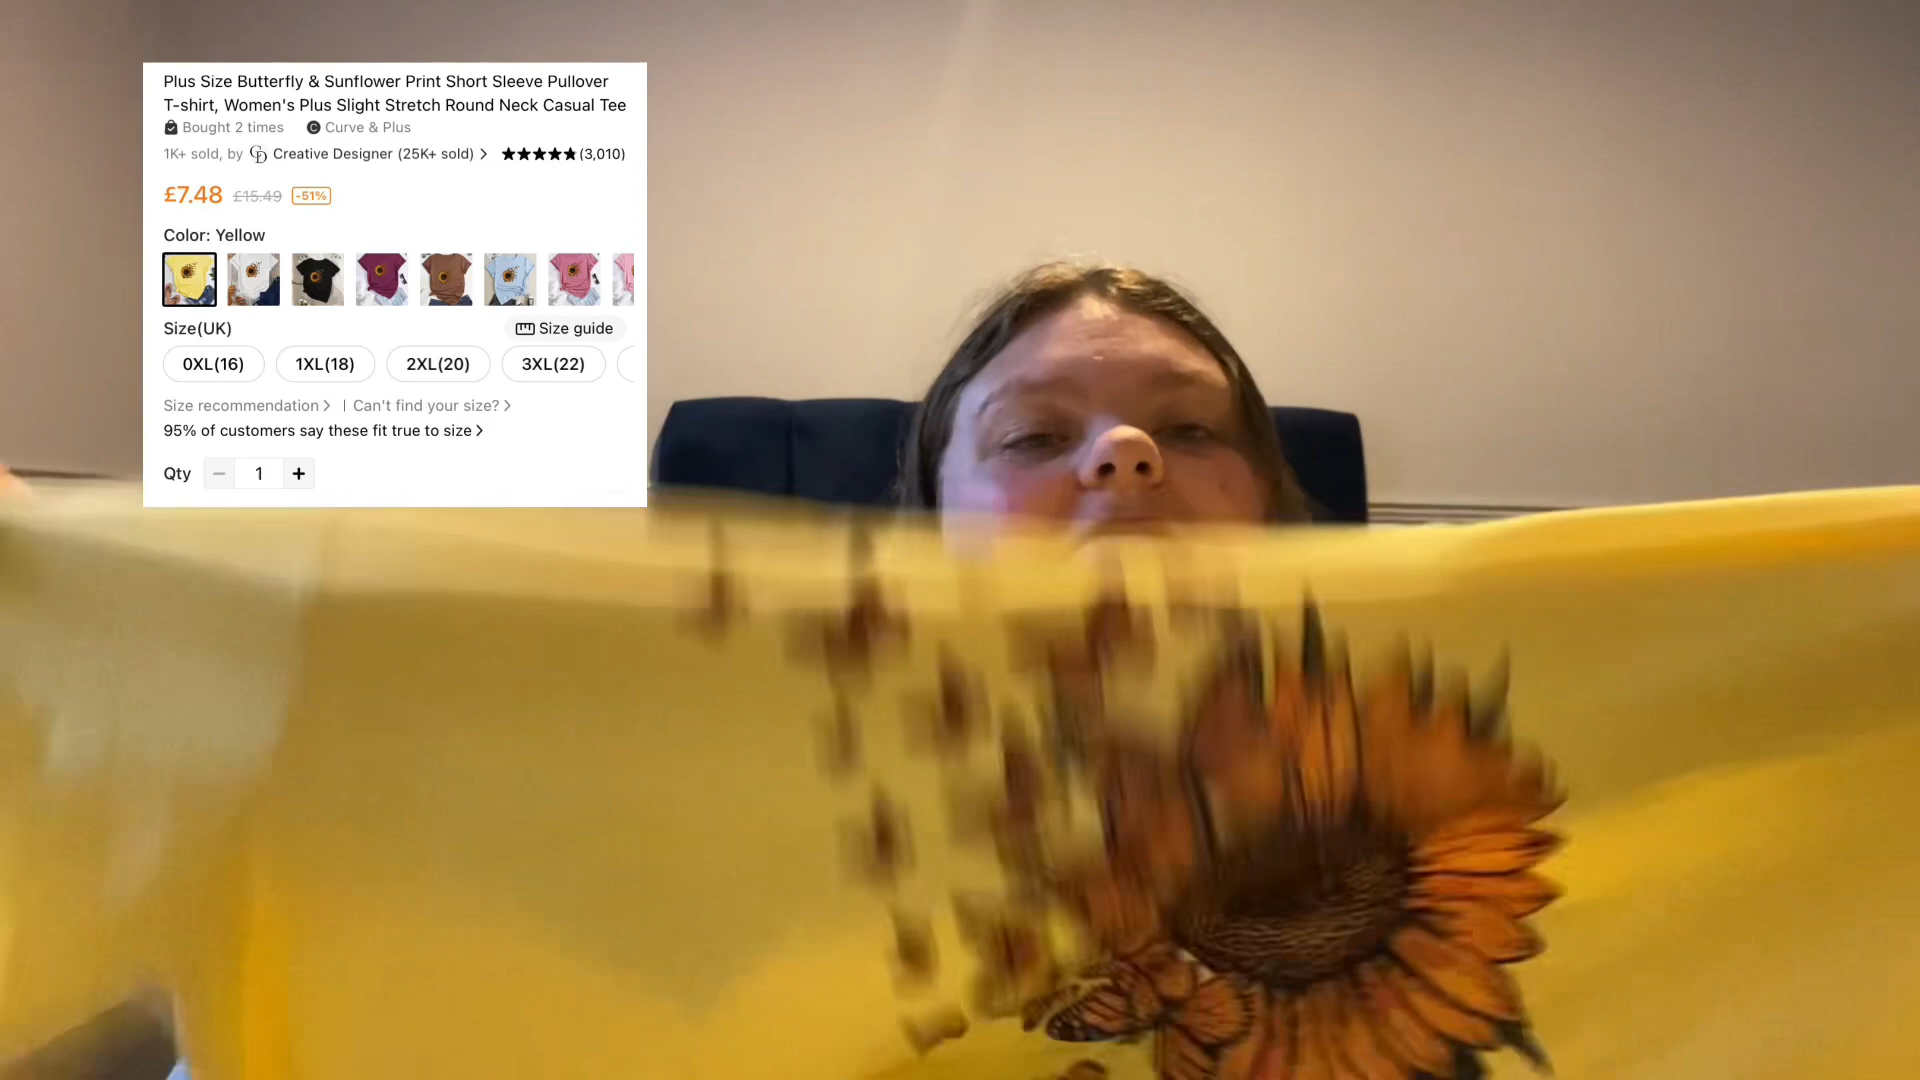 Plus Size Butterfly & Sunflower Print Short Sleeve Pullover
T-shirt, Women's Plus Slight Stretch Round Neck Casual Tee
Bought 2 times C Curve & Plus
1K+ sold, by CD Creative Designer (25K+ sold) > ★★★★★(3,010)
£7.48 £15.49 -51%
Color: Yellow
Size(UK) Size guide
0XL(16) 1XL(18) 2XL(20) 3XL(22)
Size recommendation > | Can't find your size? >
95% of customers say these fit true to size >
Qty − 1 +